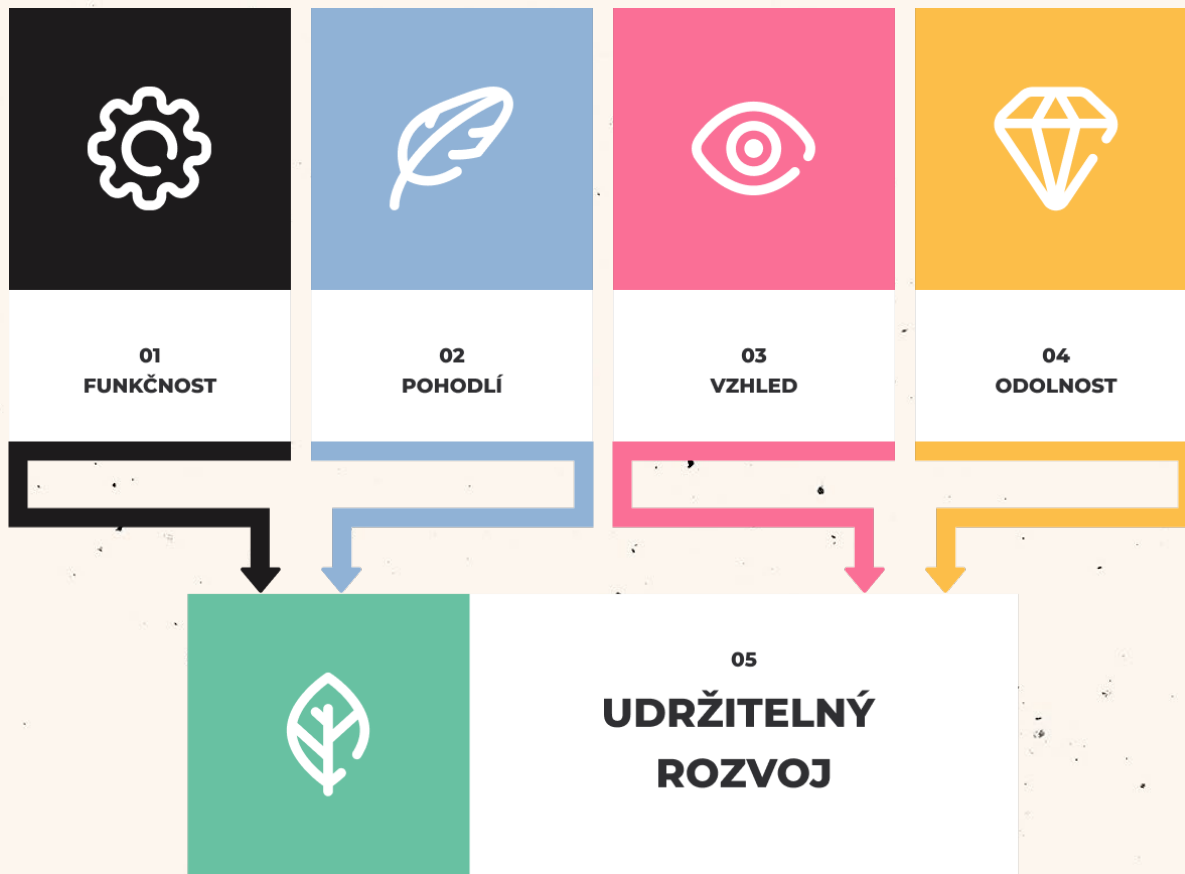 01
FUNKČNOST
02
POHODLÍ
03
VZHLED
04
ODOLNOST
05
UDRŽITELNÝ
ROZVOJ